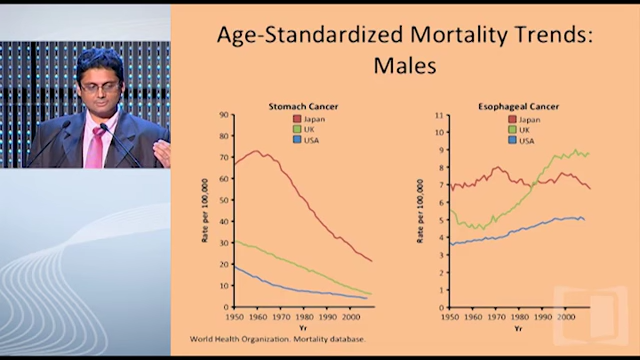 Age-Standardized Mortality Trends:
Males
Stomach Cancer
Japan
UK
USA
90
80
70
60
50
40
30
20
10
0
Rate per 100,000
1950 1960 1970 1980 1990 2000
Yr
Esophageal Cancer
Japan
UK
USA
11
10
9
8
7
6
5
4
3
2
1
0
Rate per 100,000
1950 1960 1970 1980 1990 2000
Yr
World Health Organization. Mortality database.